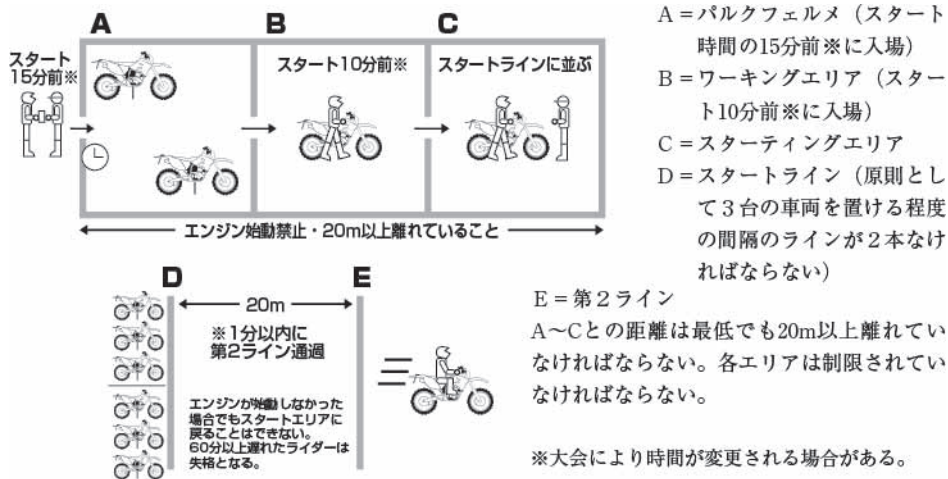 A
B
C
スタート
15分前※
スタート10分前※
スタートラインに並ぶ
エンジン始動禁止・20m以上離れていること
D
E
20m
※1分以内に
第2ライン通過
エンジンが始動しなかった
場合でもスタートエリアに
戻ることはできない。
60分以上遅れたライダーは
失格となる。
A＝パルクフェルメ（スタート
時間の15分前※に入場）
B＝ワーキングエリア（スター
ト10分前※に入場）
C＝スターティングエリア
D＝スタートライン（原則とし
て３台の車両を置ける程度
の間隔のラインが２本なけ
ればならない）
E＝第２ライン
A〜Cとの距離は最低でも20m以上離れてい
なければならない。各エリアは制限されてい
なければならない。
※大会により時間が変更される場合がある。